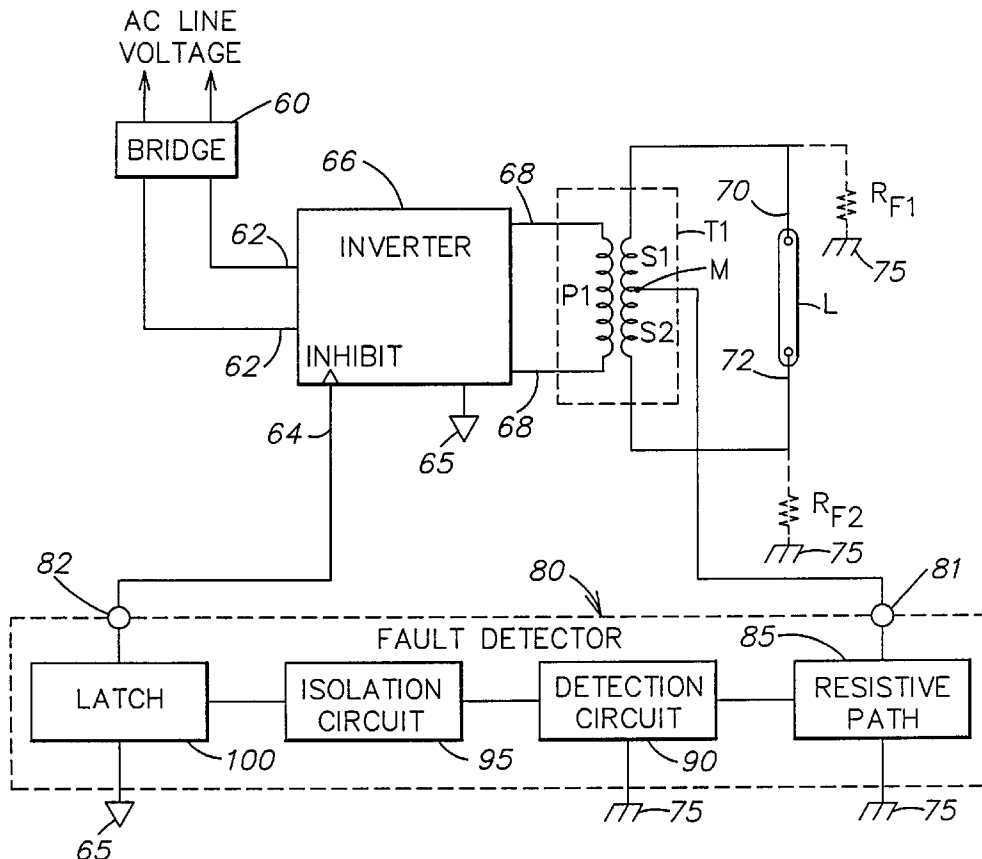 AC LINE
VOLTAGE
60
BRIDGE
66
68
70
RF1
INVERTER
T1
75
62
S1
M
P1
L
S2
62
INHIBIT
72
64
65
68
RF2
75
82
80
81
FAULT DETECTOR
85
LATCH
ISOLATION
CIRCUIT
DETECTION
CIRCUIT
RESISTIVE
PATH
100
95
90
65
75
75